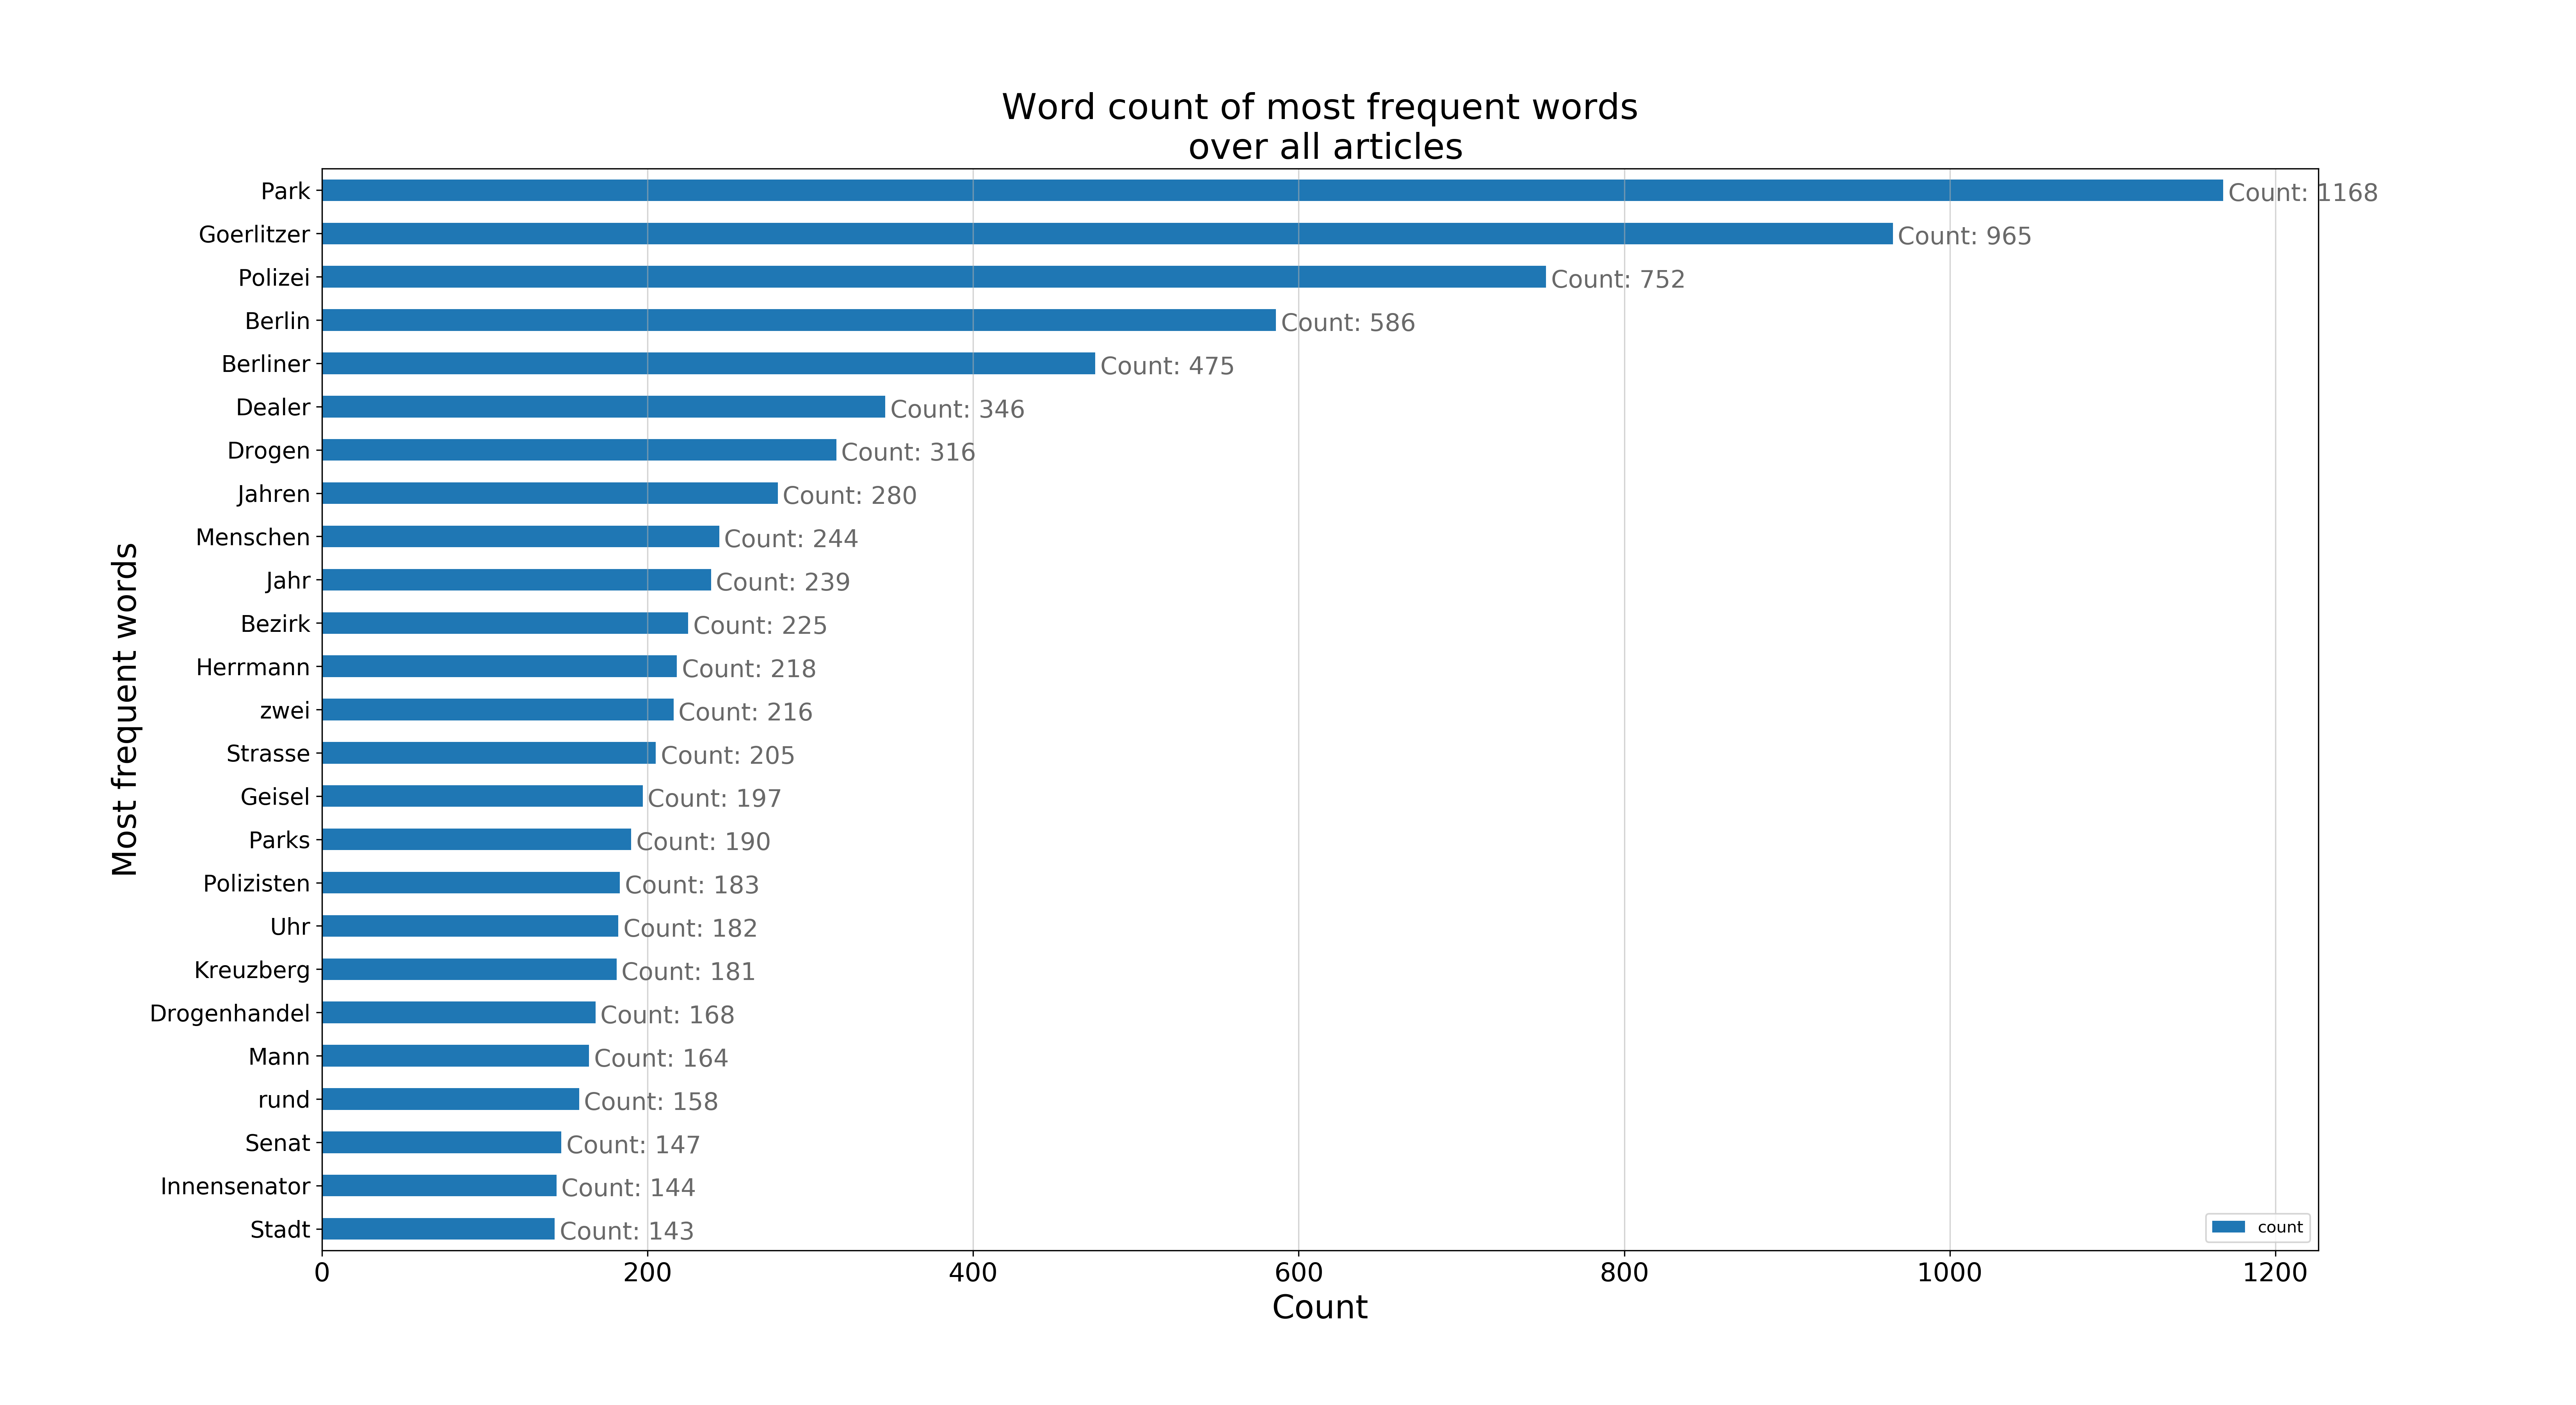 Word count of most frequent words
over all articles
Most frequent words
Park Count: 1168
Goerlitzer Count: 965
Polizei Count: 752
Berlin Count: 586
Berliner Count: 475
Dealer Count: 346
Drogen Count: 316
Jahren Count: 280
Menschen Count: 244
Jahr Count: 239
Bezirk Count: 225
Herrmann Count: 218
zwei Count: 216
Strasse Count: 205
Geisel Count: 197
Parks Count: 190
Polizisten Count: 183
Uhr Count: 182
Kreuzberg Count: 181
Drogenhandel Count: 168
Mann Count: 164
rund Count: 158
Senat Count: 147
Innensenator Count: 144
Stadt Count: 143
count
0 200 400 600 800 1000 1200
Count